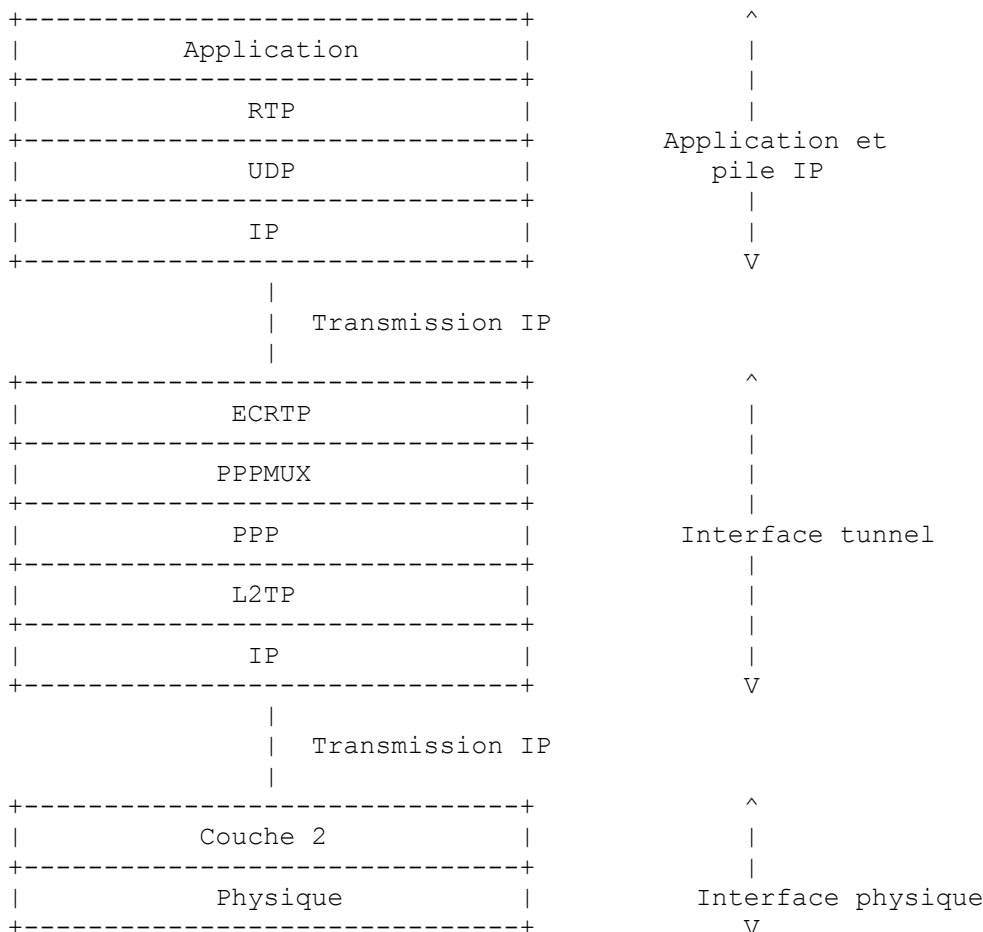 Application
RTP
Application et
UDP
pile IP
IP
Transmission IP
ECRTP
PPPMUX
PPP
Interface tunnel
L2TP
IP
Transmission IP
Couche 2
Physique
Interface physique